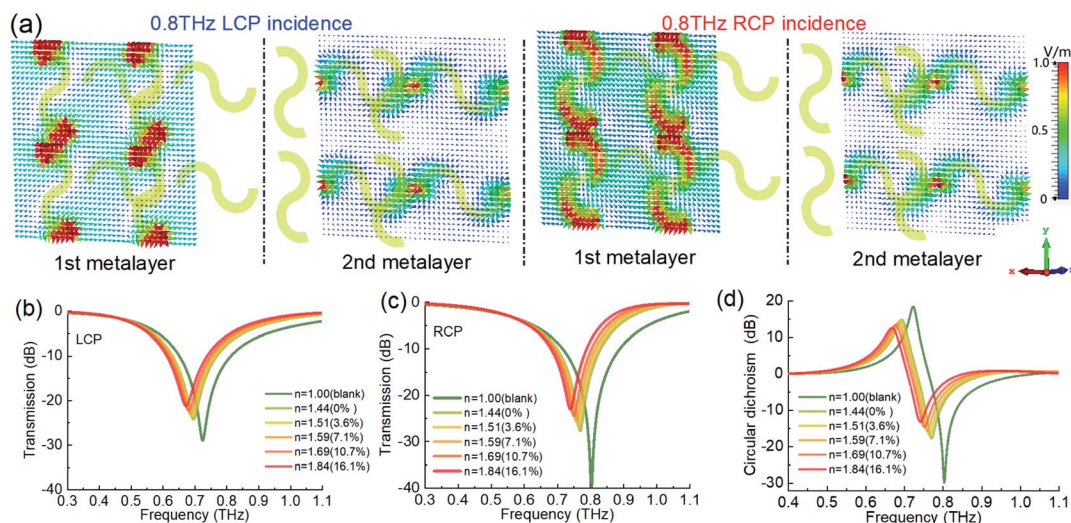 (a)
0.8THz LCP incidence
0.8THz RCP incidence
V/m
1.0
0.5
0
1st metalayer
2nd metalayer
1st metalayer
2nd metalayer
y
x
z
(b)
0
-10
-20
-30
-40
Transmission (dB)
LCP
n=1.00(blank)
n=1.44(0% )
n=1.51(3.6%)
n=1.59(7.1%)
n=1.69(10.7%)
n=1.84(16.1%)
0.3 0.4 0.5 0.6 0.7 0.8 0.9 1.0 1.1
Frequency (THz)
(c)
0
-10
-20
-30
-40
Transmission (dB)
RCP
n=1.00(blank)
n=1.44(0% )
n=1.51(3.6%)
n=1.59(7.1%)
n=1.69(10.7%)
n=1.84(16.1%)
0.3 0.4 0.5 0.6 0.7 0.8 0.9 1.0 1.1
Frequency (THz)
(d)
20
10
0
-10
-20
-30
Circular dichroism (dB)
n=1.00(blank)
n=1.44(0%)
n=1.51(3.6%)
n=1.59(7.1%)
n=1.69(10.7%)
n=1.84(16.1%)
0.4 0.5 0.6 0.7 0.8 0.9 1.0 1.1
Frequency (THz)